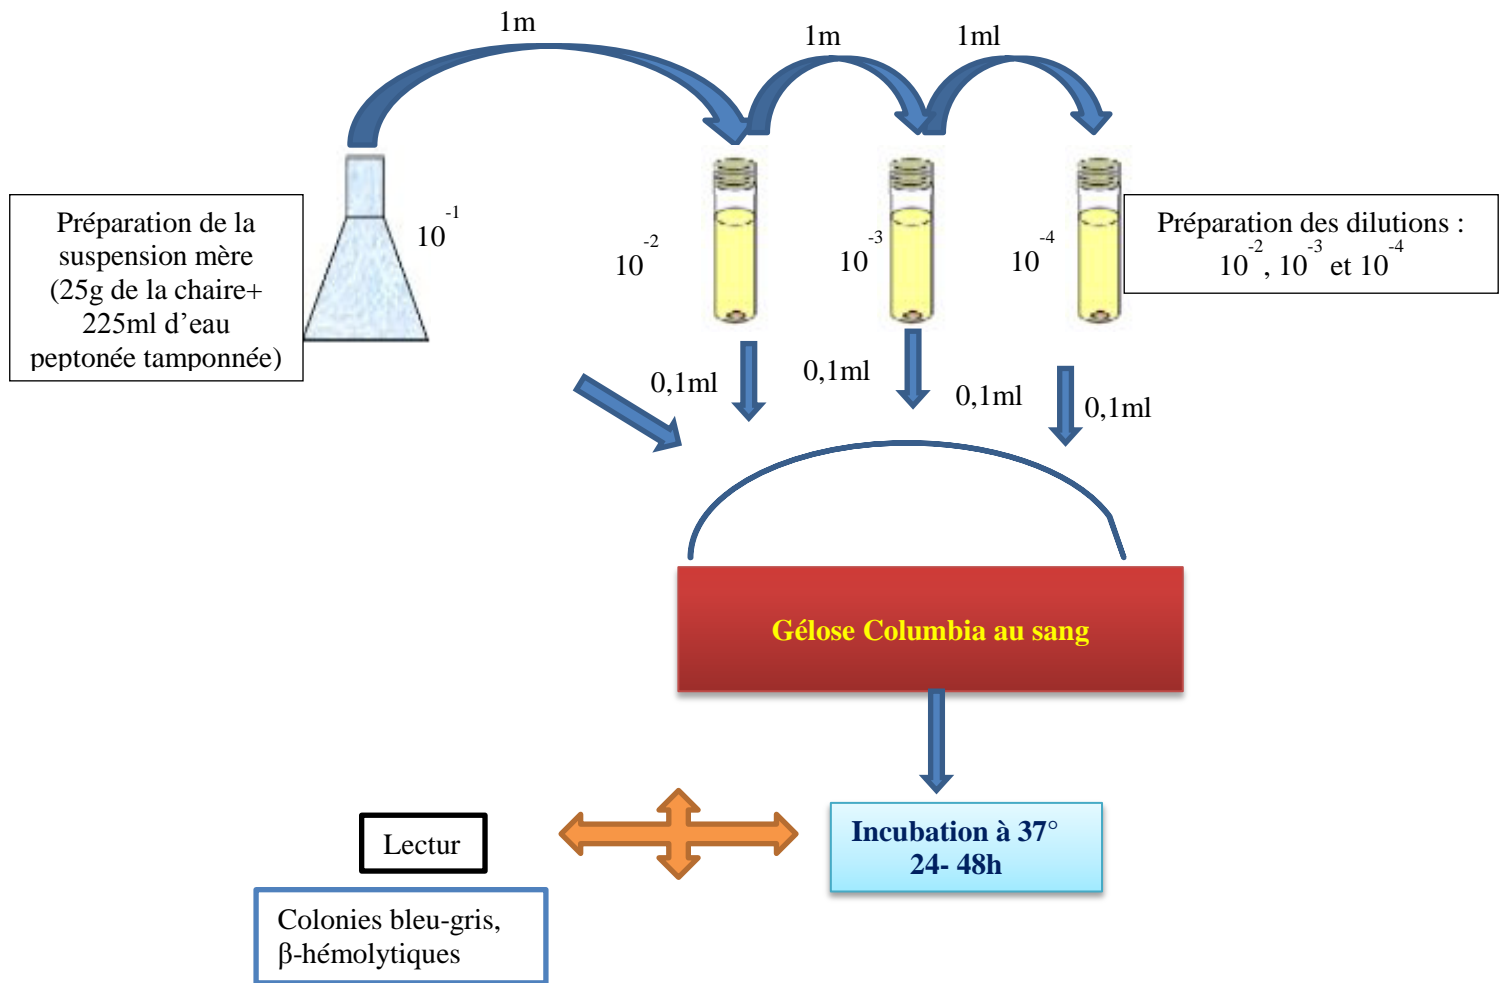 1m
1m
1ml
Préparation de la
suspension mère
(25g de la chaire+
225ml d’eau
peptonée tamponnée)
10⁻¹
10⁻²
10⁻³
10⁻⁴
Préparation des dilutions :
10⁻², 10⁻³ et 10⁻⁴
0,1ml
0,1ml
0,1ml
0,1ml
Gélose Columbia au sang
Incubation à 37°
24- 48h
Lectur
Colonies bleu-gris,
β-hémolytiques